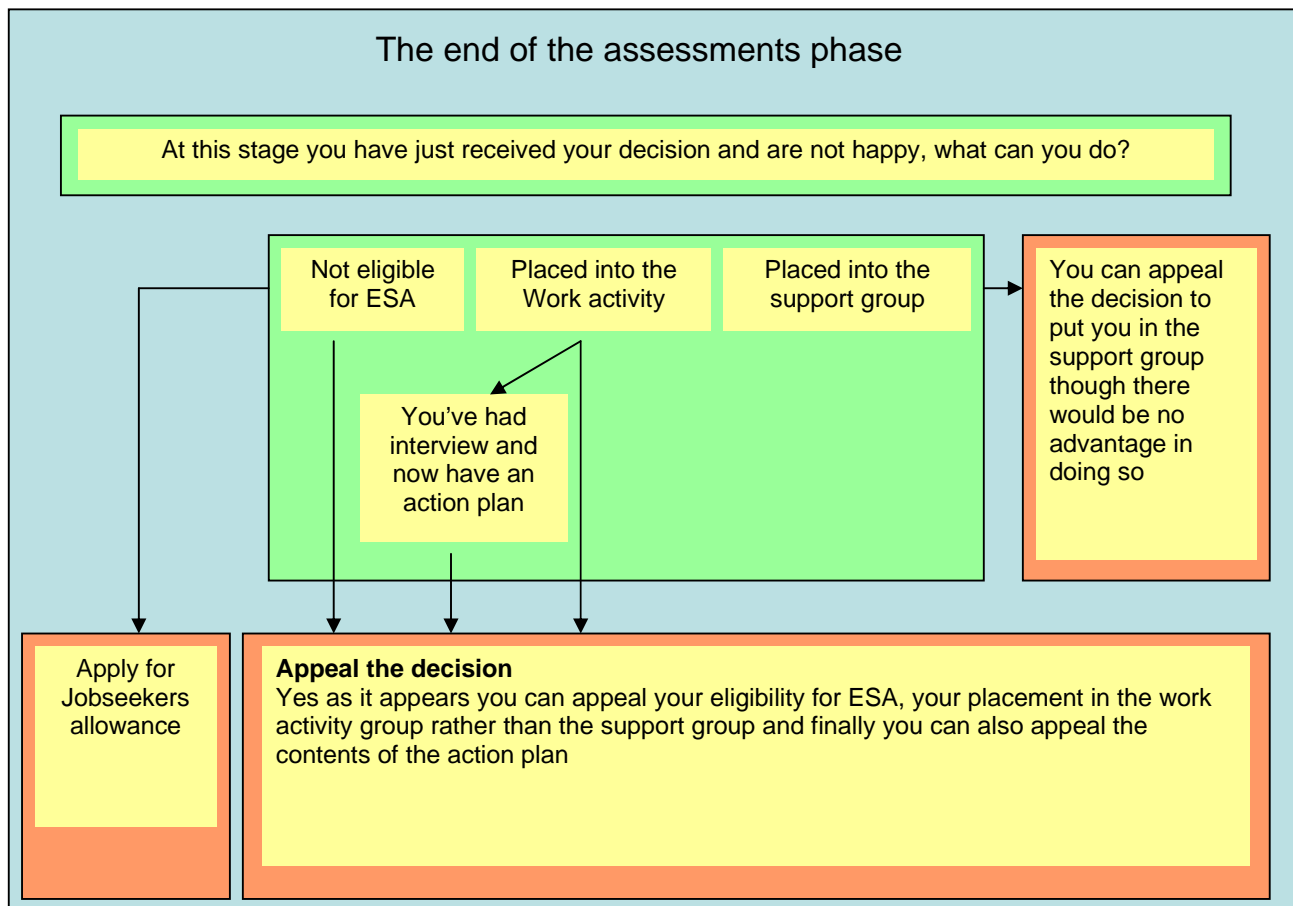 The end of the assessments phase
At this stage you have just received your decision and are not happy, what can you do?
Not eligible
for ESA
Placed into the
Work activity
Placed into the
support group
You can appeal
the decision to
put you in the
support group
though there
would be no
advantage in
doing so
You’ve had
interview and
now have an
action plan
Apply for
Jobseekers
allowance
Appeal the decision
Yes as it appears you can appeal your eligibility for ESA, your placement in the work
activity group rather than the support group and finally you can also appeal the
contents of the action plan